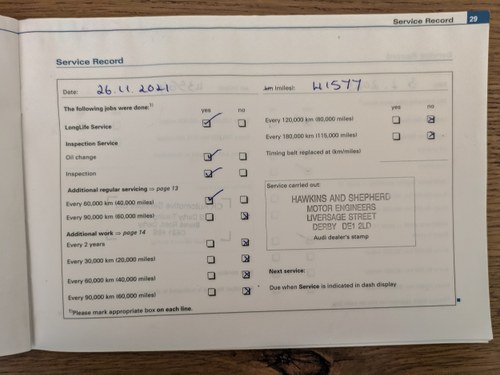 Service Record 29
Service Record
Date: 26.11.2021 km (miles): 41577
The following jobs were done:1) yes no
LongLife Service
Inspection Service
Oil change
Inspection
Additional regular servicing ⇒ page 13
Every 60,000 km (40,000 miles)
Every 90,000 km (60,000 miles)
Additional work ⇒ page 14
Every 2 years
Every 30,000 km (20,000 miles)
Every 60,000 km (40,000 miles)
Every 90,000 km (60,000 miles)
1) Please mark appropriate box on each line.
yes no
Every 120,000 km (80,000 miles)
Every 180,000 km (115,000 miles)
Timing belt replaced at (km/miles)
Service carried out:
HAWKINS AND SHEPHERD
MOTOR ENGINEERS
LIVERSAGE STREET
DERBY DE1 2LD
Audi dealer's stamp
Next service:
Due when Service is indicated in dash display